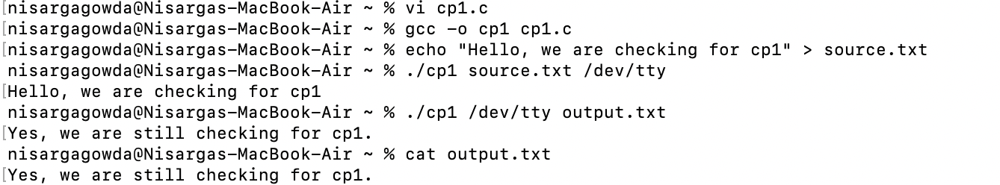 [nisargagowda@Nisargas-MacBook-Air ~ % vi cp1.c
[nisargagowda@Nisargas-MacBook-Air ~ % gcc -o cp1 cp1.c
[nisargagowda@Nisargas-MacBook-Air ~ % echo "Hello, we are checking for cp1" > source.txt
nisargagowda@Nisargas-MacBook-Air ~ % ./cp1 source.txt /dev/tty
[Hello, we are checking for cp1
nisargagowda@Nisargas-MacBook-Air ~ % ./cp1 /dev/tty output.txt
[Yes, we are still checking for cp1.
nisargagowda@Nisargas-MacBook-Air ~ % cat output.txt
[Yes, we are still checking for cp1.